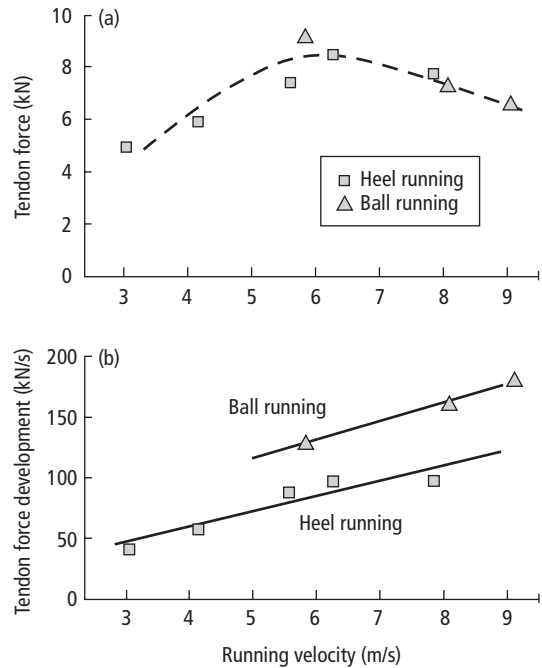 (a)
10
8
6
4
2
0
Tendon force (kN)
Heel running
Ball running
3 4 5 6 7 8 9
(b)
200
150
100
50
0
Tendon force development (kN/s)
Ball running
Heel running
3 4 5 6 7 8 9
Running velocity (m/s)